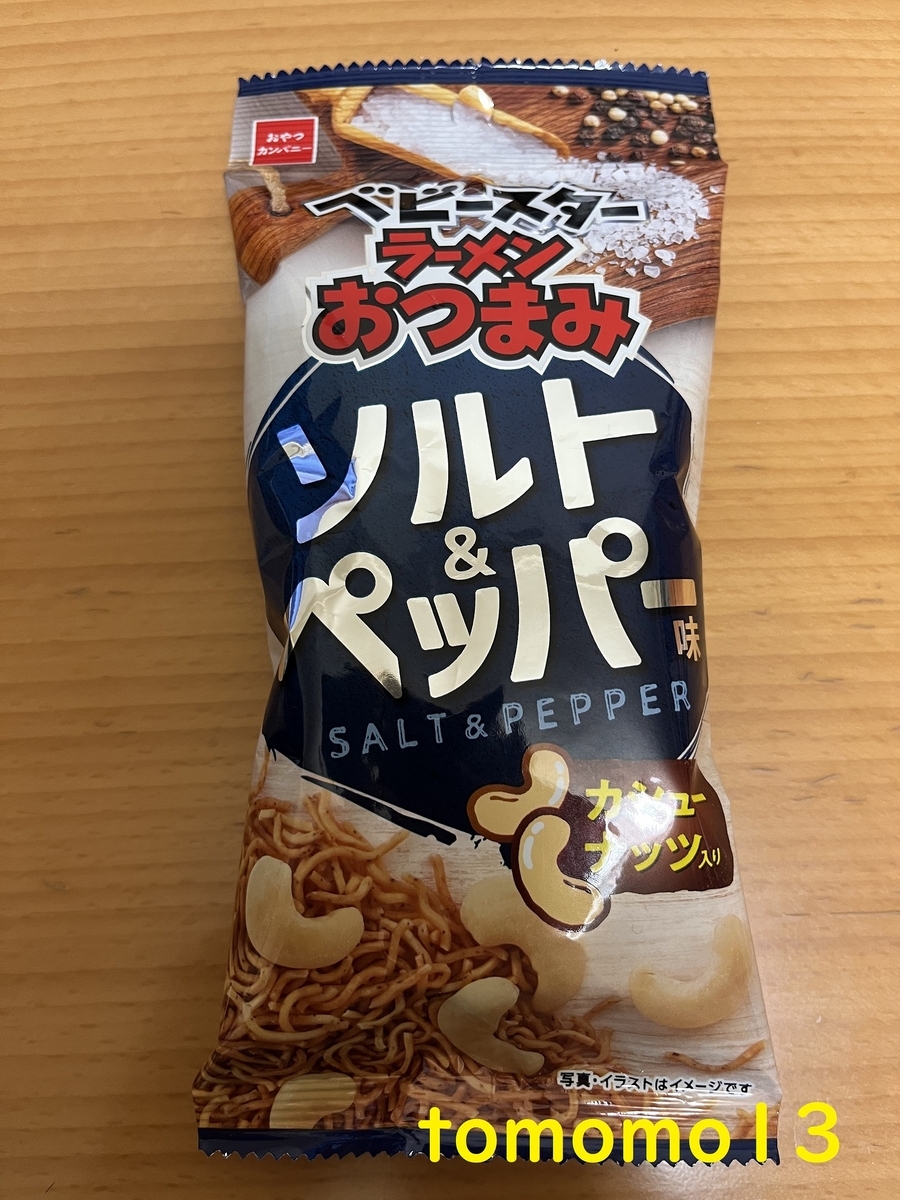 おやつ
カンパニー
ベビースター
ラーメン
おつまみ
ソルト
&
ペッパー味
SALT & PEPPER
カシュー
ナッツ入り
写真・イラストはイメージです
tomomo13